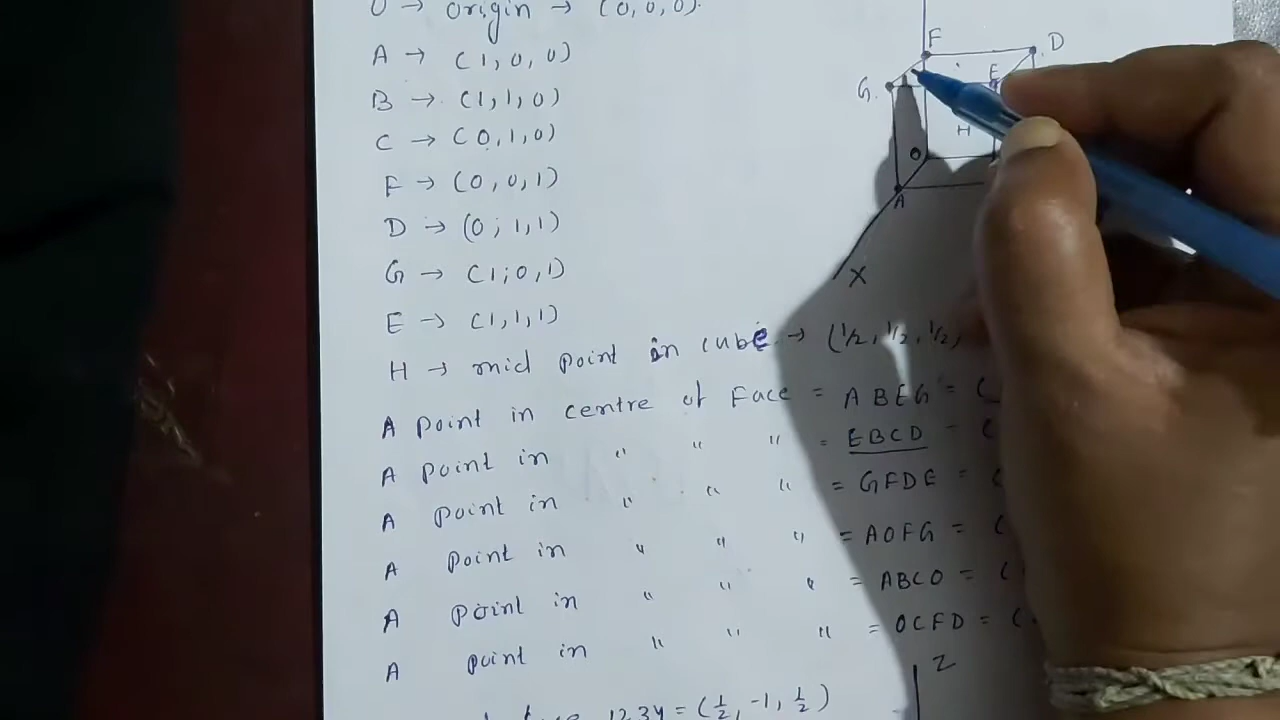 O → origin → (0,0,0).
A → (1, 0, 0)
B → (1,1,0)
C → (0,1,0)
F → (0,0,1)
D → (0;1,1)
G → (1;0,1)
E → (1,1,1)
H → mid point in cube → (1/2, 1/2, 1/2,
A point in centre of Face = ABEG = (
A point in " " " = EBCD = (
A point in " " " = GFDE = (
A point in " " " = AOFG = (
A point in " " " = ABCO = (
A point in " " " = OCFD = (
1234 = (1/2, -1, 1/2)
F
D
G.
E
H
O
A
X
Z